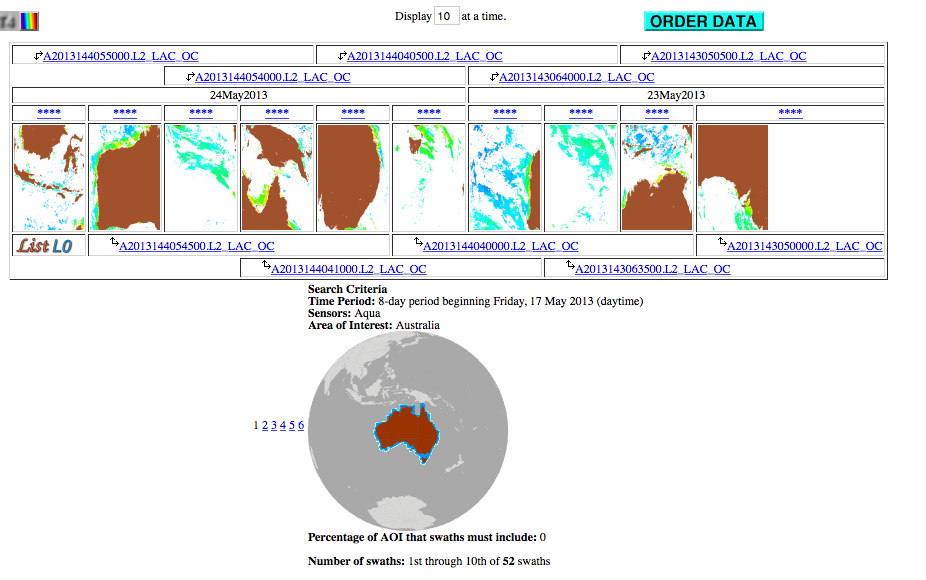 T4
Display 10 at a time.
ORDER DATA
A2013144055000.L2_LAC_OC A2013144040500.L2_LAC_OC A2013143050500.L2_LAC_OC
A2013144054000.L2_LAC_OC A2013143064000.L2_LAC_OC
24May2013 23May2013
**** **** **** **** **** **** **** **** **** ****
List L0 A2013144054500.L2_LAC_OC A2013144040000.L2_LAC_OC A2013143050000.L2_LAC_OC
A2013144041000.L2_LAC_OC A2013143063500.L2_LAC_OC
Search Criteria
Time Period: 8-day period beginning Friday, 17 May 2013 (daytime)
Sensors: Aqua
Area of Interest: Australia
1 2 3 4 5 6
Percentage of AOI that swaths must include: 0
Number of swaths: 1st through 10th of 52 swaths